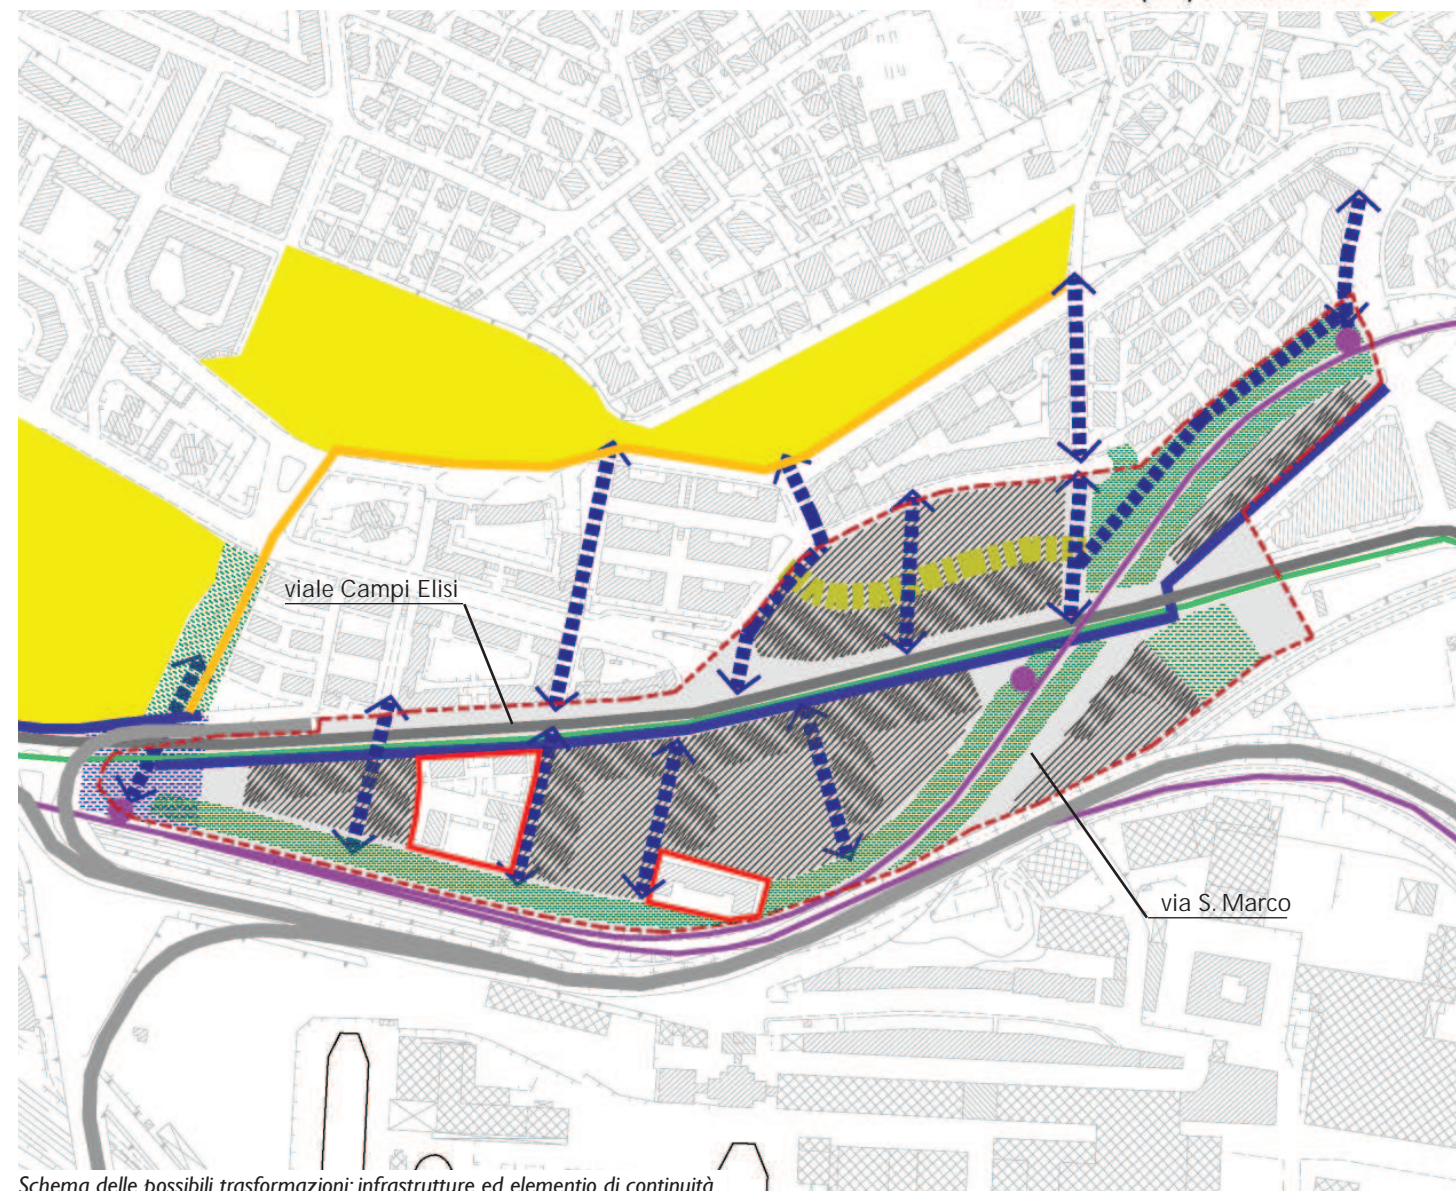 viale Campi Elisi
via S. Marco
Schema delle possibili trasformazioni: infrastrutture ed elementio di continuità